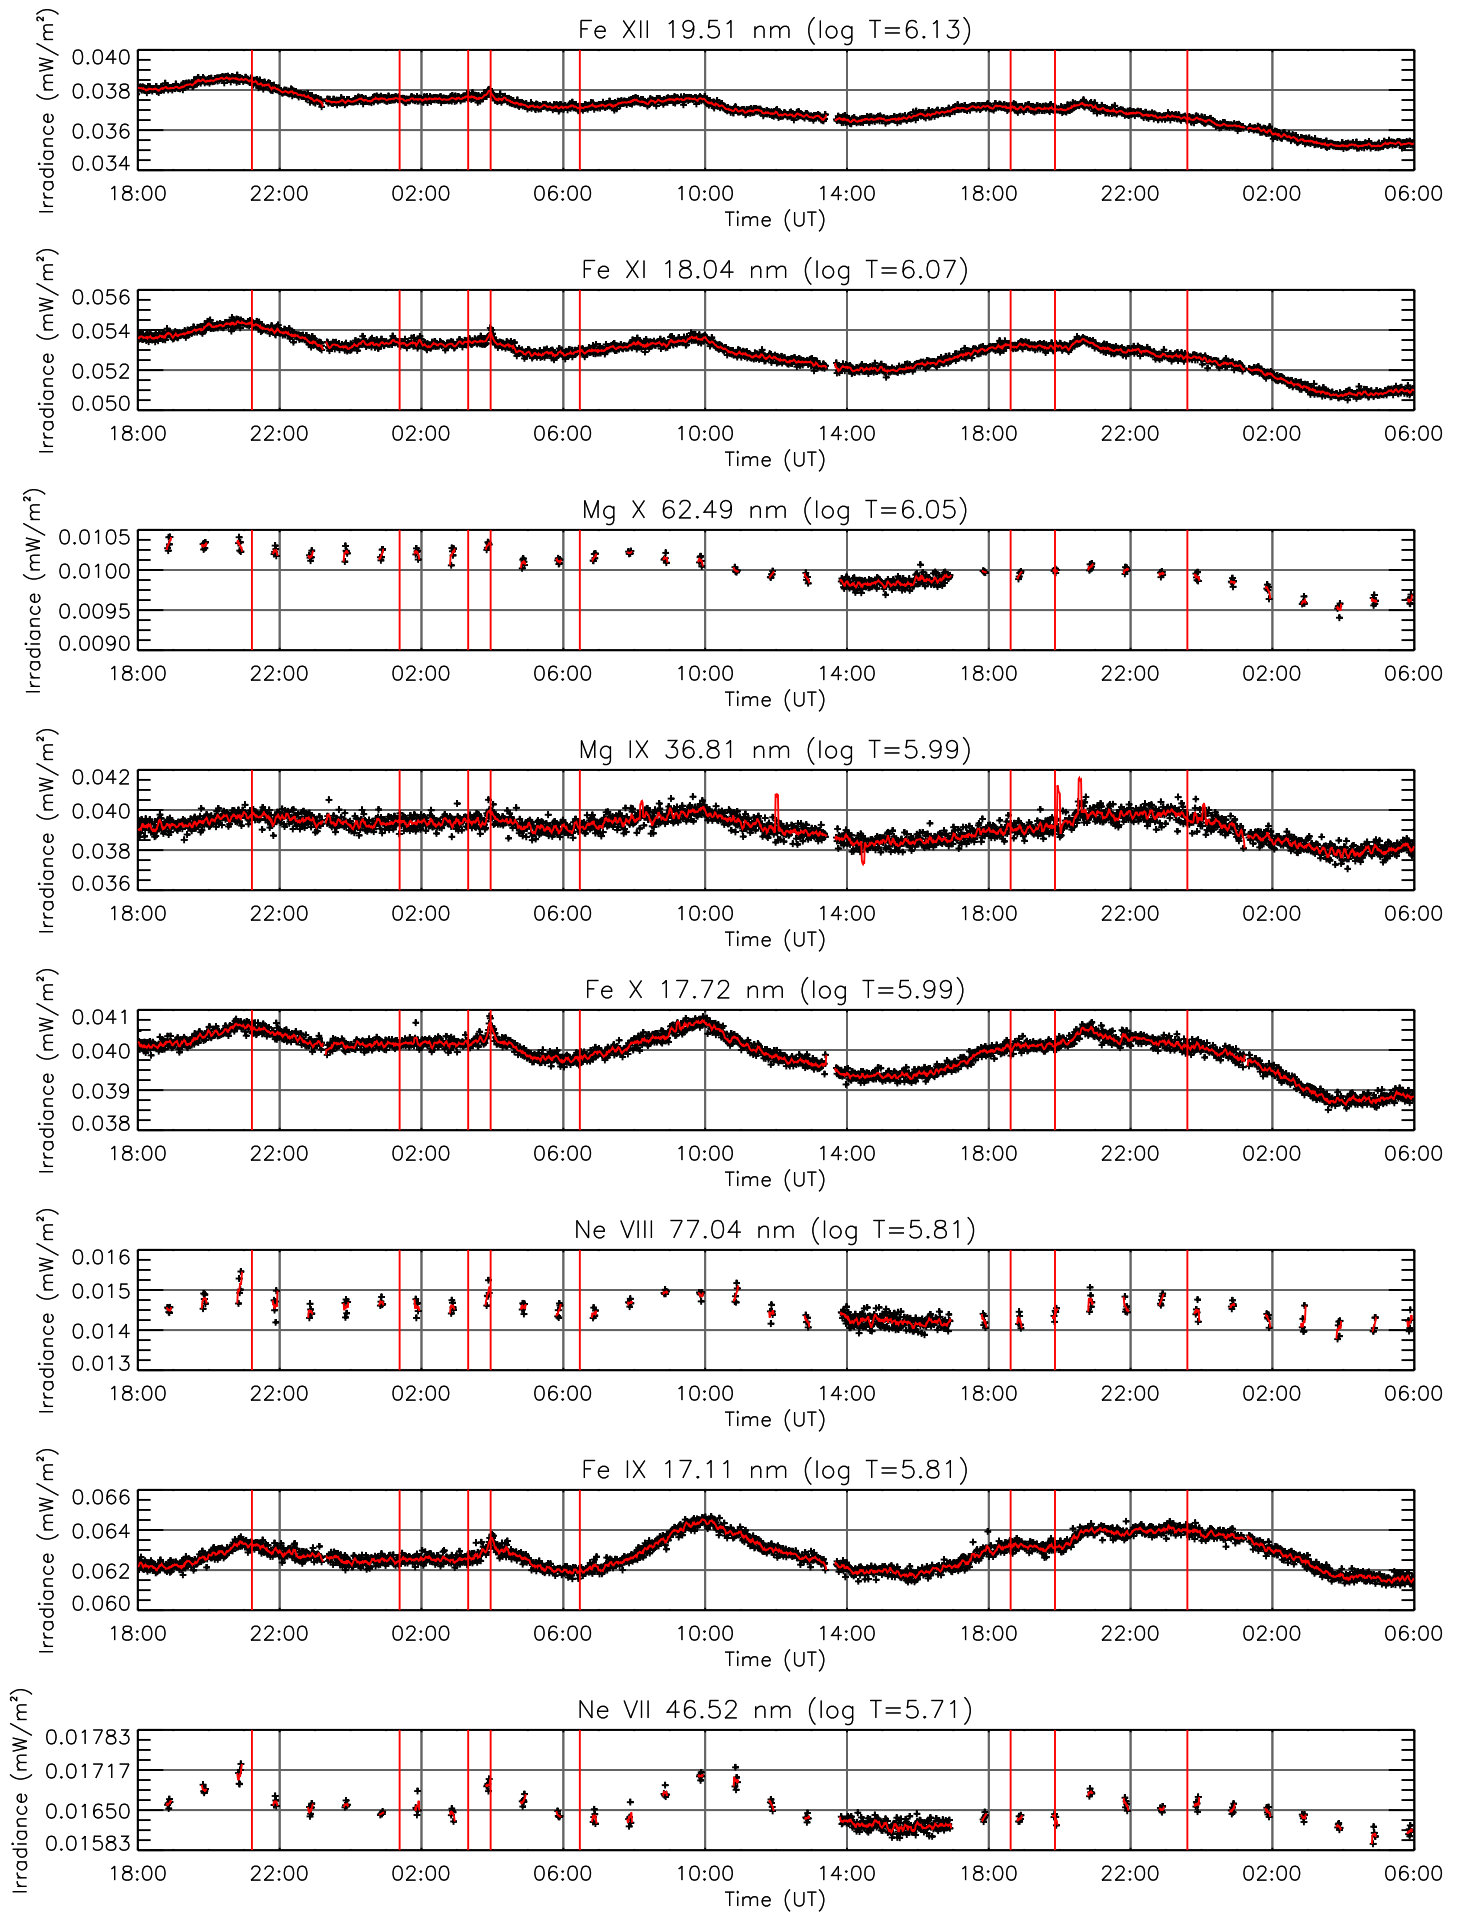 Fe XII 19.51 nm (log T=6.13)
Irradiance (mW/m²)
0.040
0.038
0.036
0.034
18:00 22:00 02:00 06:00 10:00 14:00 18:00 22:00 02:00 06:00
Time (UT)
Fe XI 18.04 nm (log T=6.07)
Irradiance (mW/m²)
0.056
0.054
0.052
0.050
18:00 22:00 02:00 06:00 10:00 14:00 18:00 22:00 02:00 06:00
Time (UT)
Mg X 62.49 nm (log T=6.05)
Irradiance (mW/m²)
0.0105
0.0100
0.0095
0.0090
18:00 22:00 02:00 06:00 10:00 14:00 18:00 22:00 02:00 06:00
Time (UT)
Mg IX 36.81 nm (log T=5.99)
Irradiance (mW/m²)
0.042
0.040
0.038
0.036
18:00 22:00 02:00 06:00 10:00 14:00 18:00 22:00 02:00 06:00
Time (UT)
Fe X 17.72 nm (log T=5.99)
Irradiance (mW/m²)
0.041
0.040
0.039
0.038
18:00 22:00 02:00 06:00 10:00 14:00 18:00 22:00 02:00 06:00
Time (UT)
Ne VIII 77.04 nm (log T=5.81)
Irradiance (mW/m²)
0.016
0.015
0.014
0.013
18:00 22:00 02:00 06:00 10:00 14:00 18:00 22:00 02:00 06:00
Time (UT)
Fe IX 17.11 nm (log T=5.81)
Irradiance (mW/m²)
0.066
0.064
0.062
0.060
18:00 22:00 02:00 06:00 10:00 14:00 18:00 22:00 02:00 06:00
Time (UT)
Ne VII 46.52 nm (log T=5.71)
Irradiance (mW/m²)
0.01783
0.01717
0.01650
0.01583
18:00 22:00 02:00 06:00 10:00 14:00 18:00 22:00 02:00 06:00
Time (UT)